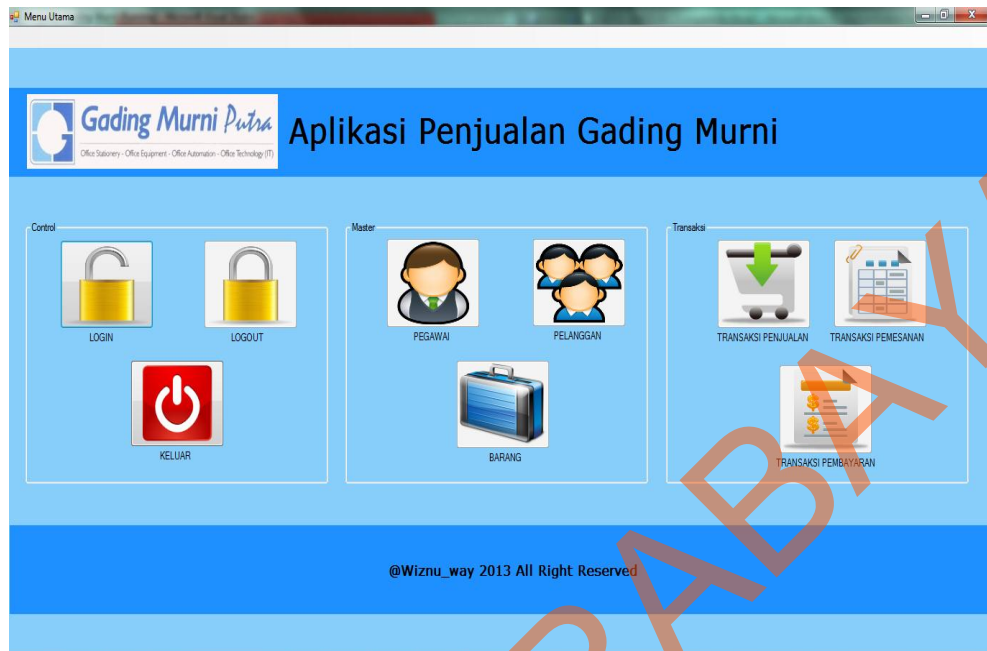 Menu Utama
Gading Murni Putra
Office Stationery - Office Equipment - Office Automation - Office Technology (IT)
Aplikasi Penjualan Gading Murni
Control
LOGIN
LOGOUT
KELUAR
Master
PEGAWAI
PELANGGAN
BARANG
Transaksi
TRANSAKSI PENJUALAN
TRANSAKSI PEMESANAN
TRANSAKSI PEMBAYARAN
@Wiznu_way 2013 All Right Reserved
RABAY